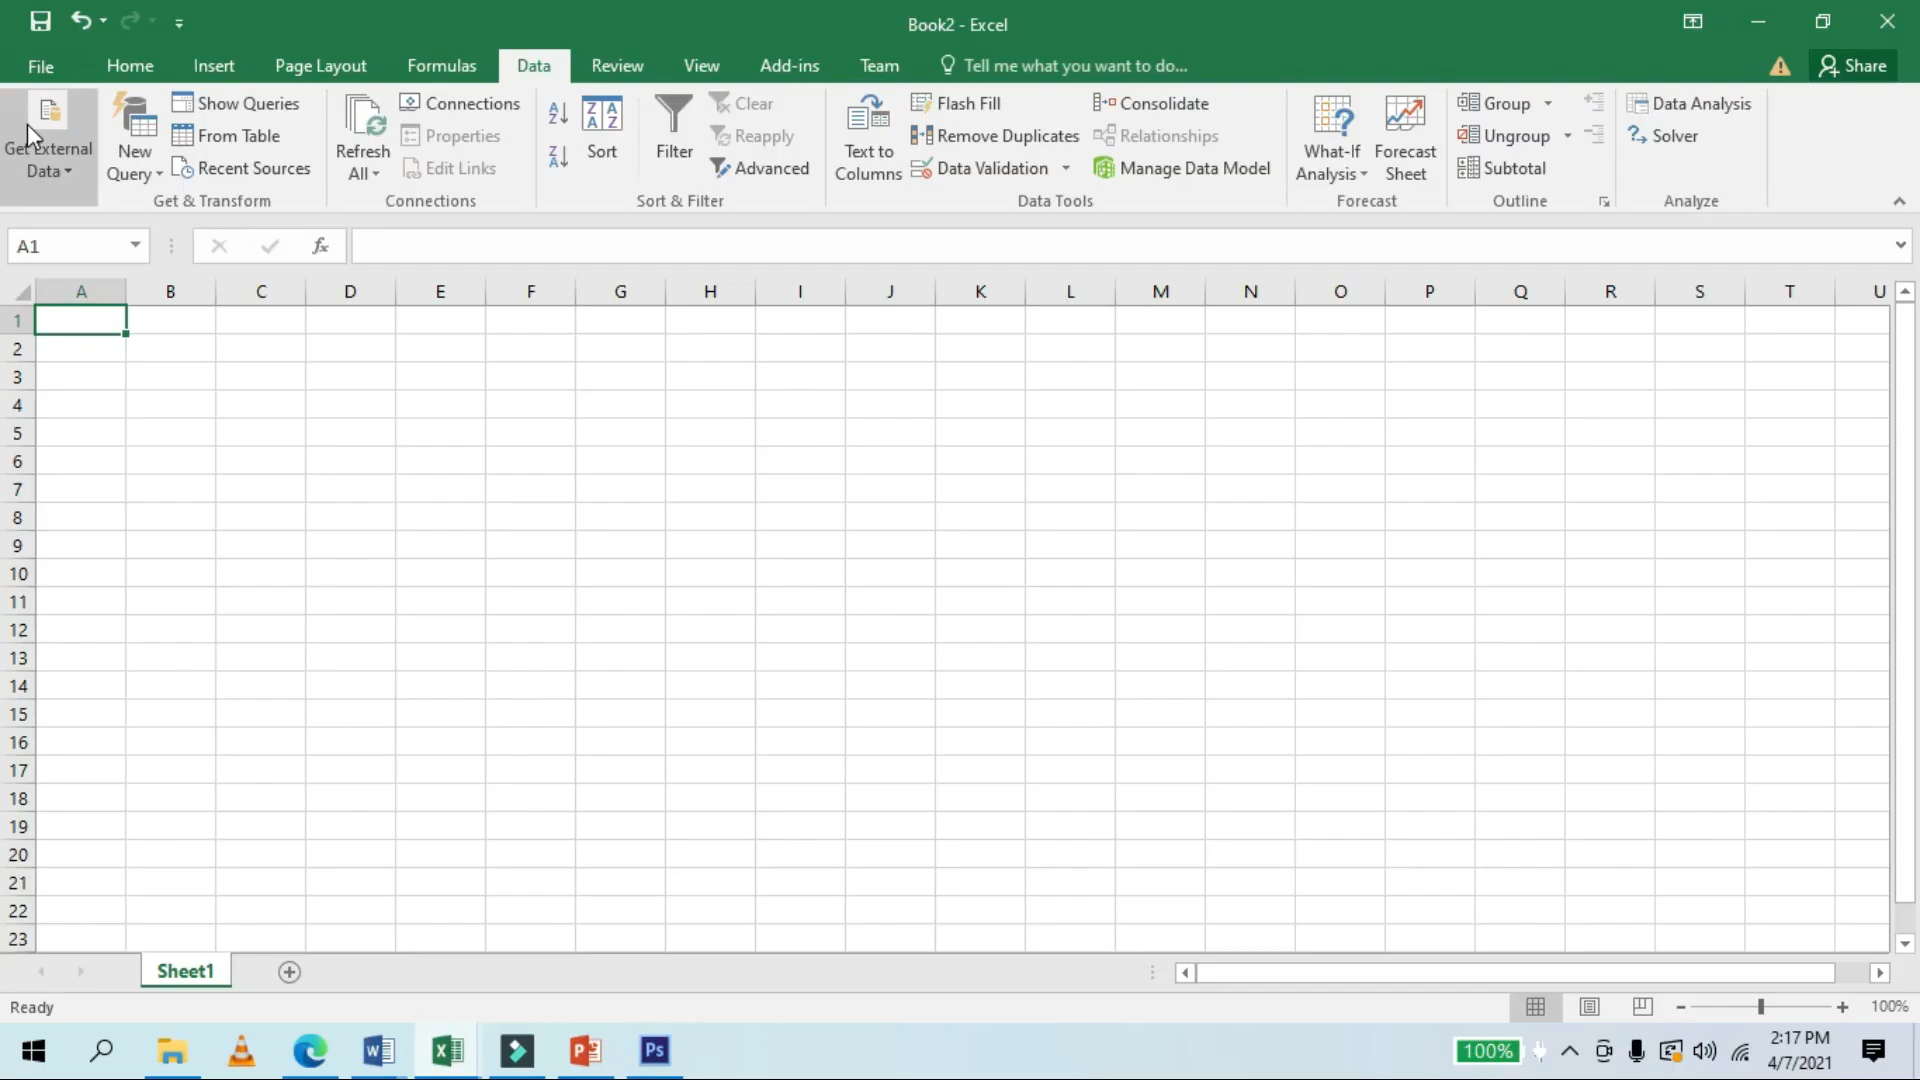 Book2 - Excel
File Home Insert Page Layout Formulas Data Review View Add-ins Team Tell me what you want to do... Share
Get External Data
New Query
Show Queries
From Table
Recent Sources
Get & Transform
Refresh All
Connections
Properties
Edit Links
Connections
Sort
Filter
Clear
Reapply
Advanced
Sort & Filter
Text to Columns
Flash Fill
Remove Duplicates
Data Validation
Consolidate
Relationships
Manage Data Model
Data Tools
What-If Analysis
Forecast Sheet
Forecast
Group
Ungroup
Subtotal
Outline
Data Analysis
Solver
Analyze
A1 fx
A B C D E F G H I J K L M N O P Q R S T U
1
2
3
4
5
6
7
8
9
10
11
12
13
14
15
16
17
18
19
20
21
22
23
Sheet1
Ready 100%
100% 2:17 PM
4/7/2021